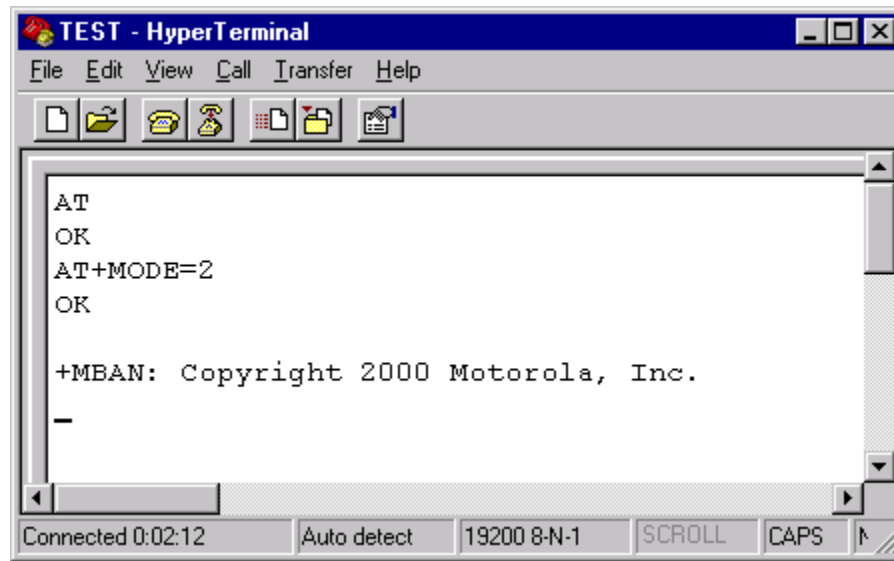 TEST - HyperTerminal
File Edit View Call Transfer Help
AT
OK
AT+MODE=2
OK
+MBAN: Copyright 2000 Motorola, Inc.
Connected 0:02:12 Auto detect 19200 8-N-1 SCROLL CAPS